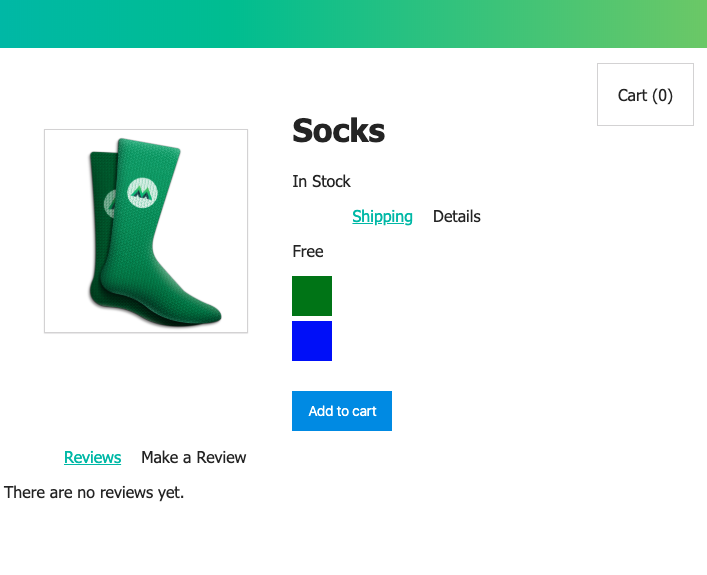 Cart (0)
Socks
In Stock
Shipping Details
Free
Add to cart
Reviews Make a Review
There are no reviews yet.